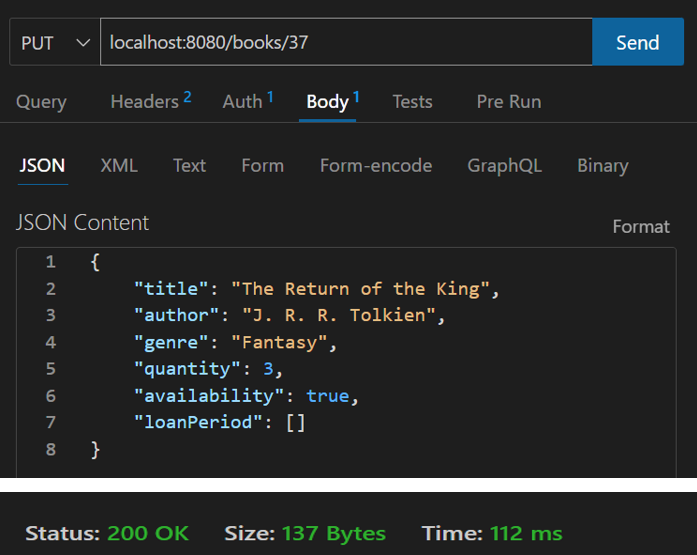 PUT localhost:8080/books/37 Send
Query Headers 2 Auth 1 Body 1 Tests Pre Run
JSON XML Text Form Form-encode GraphQL Binary
JSON Content Format
1 {
2 "title": "The Return of the King",
3 "author": "J. R. R. Tolkien",
4 "genre": "Fantasy",
5 "quantity": 3,
6 "availability": true,
7 "loanPeriod": []
8 }
Status: 200 OK Size: 137 Bytes Time: 112 ms